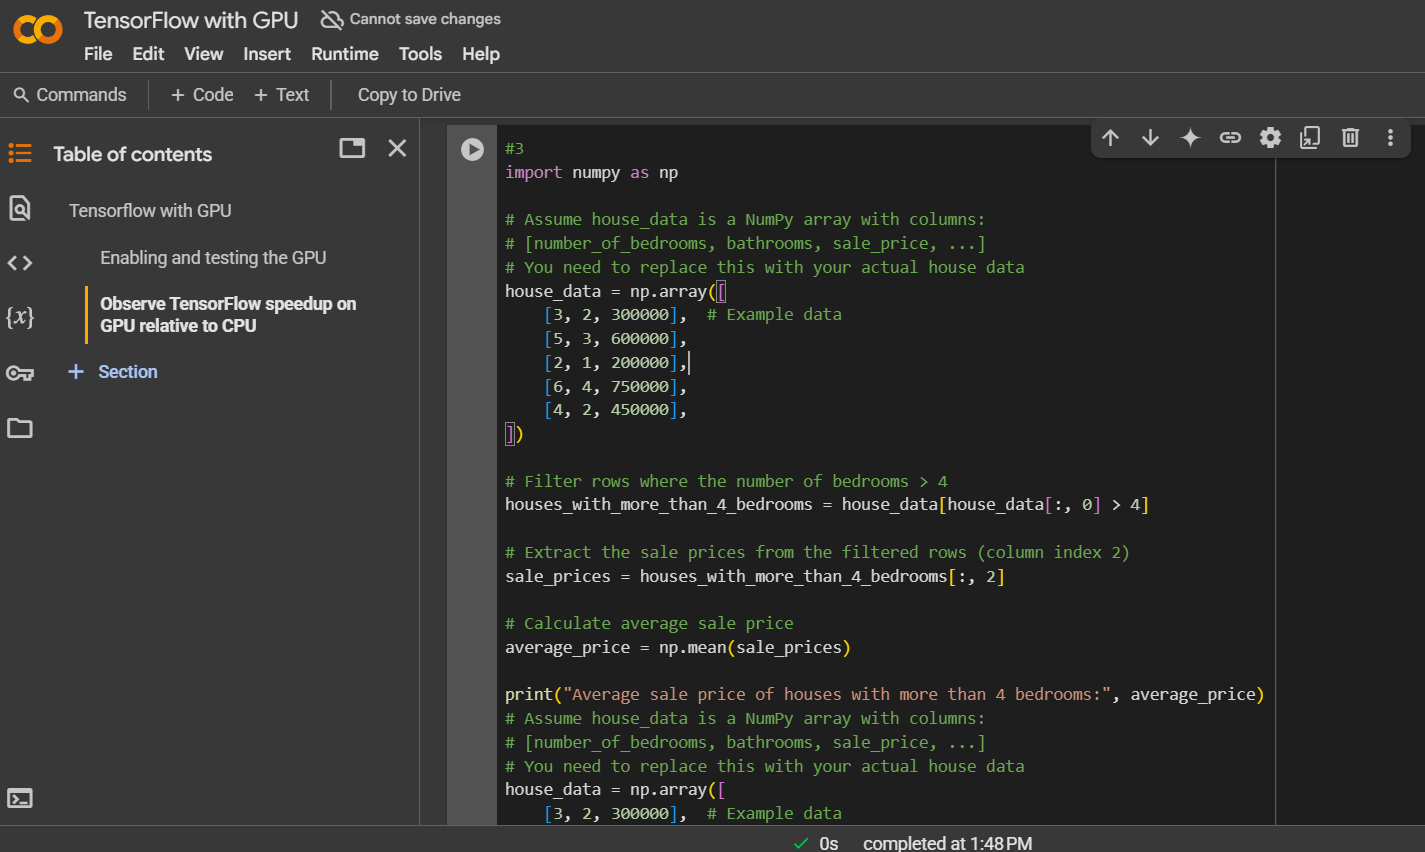 TensorFlow with GPU
Cannot save changes
File Edit View Insert Runtime Tools Help
Commands + Code + Text Copy to Drive
Table of contents
Tensorflow with GPU
Enabling and testing the GPU
Observe TensorFlow speedup on
GPU relative to CPU
+ Section
{x}
#3
import numpy as np
# Assume house_data is a NumPy array with columns:
# [number_of_bedrooms, bathrooms, sale_price, ...]
# You need to replace this with your actual house data
house_data = np.array([
    [3, 2, 300000],  # Example data
    [5, 3, 600000],
    [2, 1, 200000],
    [6, 4, 750000],
    [4, 2, 450000],
])
# Filter rows where the number of bedrooms > 4
houses_with_more_than_4_bedrooms = house_data[house_data[:, 0] > 4]
# Extract the sale prices from the filtered rows (column index 2)
sale_prices = houses_with_more_than_4_bedrooms[:, 2]
# Calculate average sale price
average_price = np.mean(sale_prices)
print("Average sale price of houses with more than 4 bedrooms:", average_price)
# Assume house_data is a NumPy array with columns:
# [number_of_bedrooms, bathrooms, sale_price, ...]
# You need to replace this with your actual house data
house_data = np.array([
    [3, 2, 300000],  # Example data
0s completed at 1:48 PM